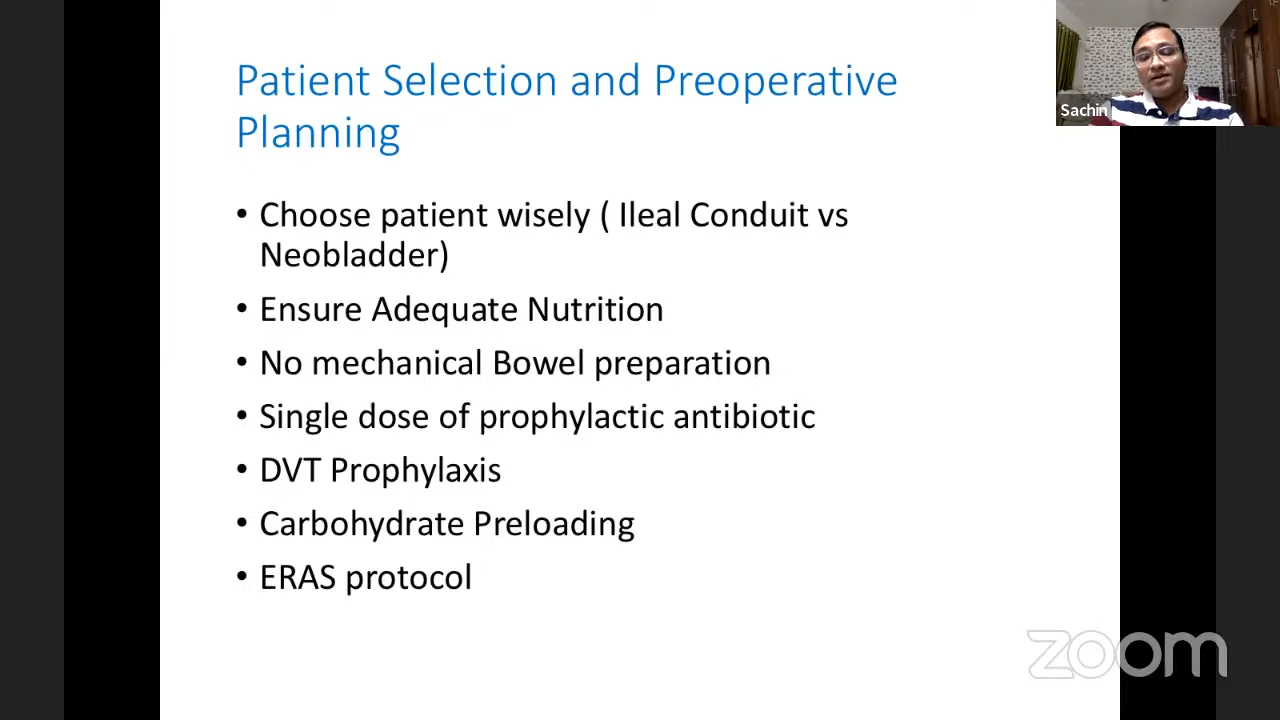 Patient Selection and Preoperative
Planning
• Choose patient wisely ( Ileal Conduit vs
Neobladder)
• Ensure Adequate Nutrition
• No mechanical Bowel preparation
• Single dose of prophylactic antibiotic
• DVT Prophylaxis
• Carbohydrate Preloading
• ERAS protocol
Sachin
zoom